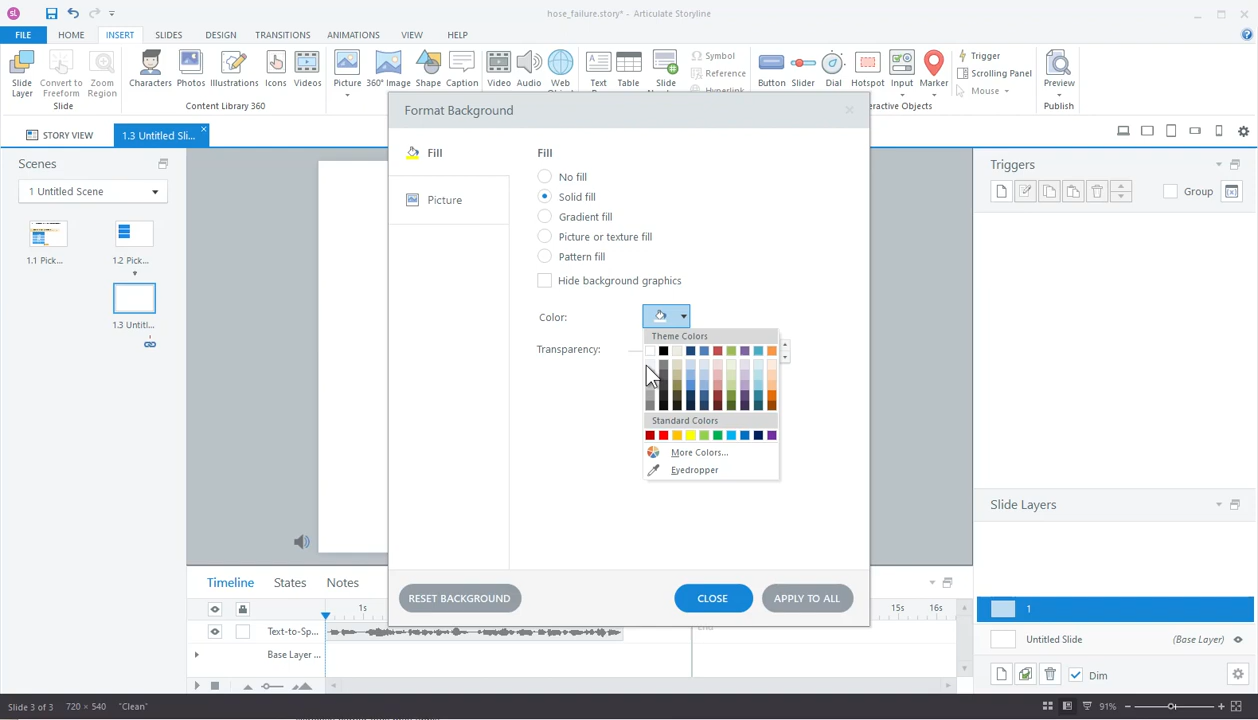 hose_failure.story* - Articulate Storyline
FILE HOME INSERT SLIDES DESIGN TRANSITIONS ANIMATIONS VIEW HELP
Slide Layer
Convert to Freeform
Zoom Region
Slide
Characters
Photos
Illustrations
Icons
Videos
Content Library 360
Picture
360° Image
Shape
Caption
Video
Audio
Web
Text
Table
Slide
Symbol
Reference
Hyperlink
Button
Slider
Dial
Hotspot
Input
Marker
Trigger
Scrolling Panel
Mouse
Preview
Publish
STORY VIEW
1.3 Untitled Sli...
Scenes
1 Untitled Scene
1.1 Pick...
1.2 Pick...
1.3 Untitl...
Format Background
Fill
Picture
Fill
No fill
Solid fill
Gradient fill
Picture or texture fill
Pattern fill
Hide background graphics
Color:
Transparency:
Theme Colors
Standard Colors
More Colors...
Eyedropper
RESET BACKGROUND
CLOSE
APPLY TO ALL
Triggers
Group
Slide Layers
1
Untitled Slide (Base Layer)
Dim
Timeline States Notes
1s
15s 16s
Text-to-Sp...
Base Layer ...
Slide 3 of 3 720 × 540 "Clean"
91%